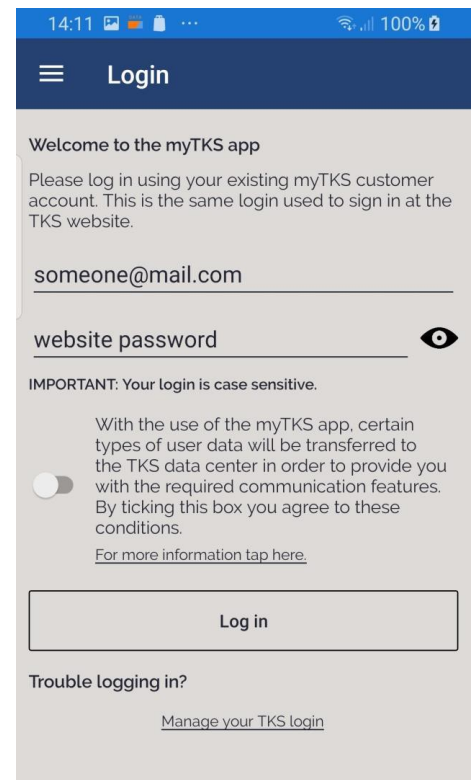 14:11 ... 100%
Login
Welcome to the myTKS app
Please log in using your existing myTKS customer
account. This is the same login used to sign in at the
TKS website.
someone@mail.com
website password
IMPORTANT: Your login is case sensitive.
With the use of the myTKS app, certain
types of user data will be transferred to
the TKS data center in order to provide you
with the required communication features.
By ticking this box you agree to these
conditions.
For more information tap here.
Log in
Trouble logging in?
Manage your TKS login